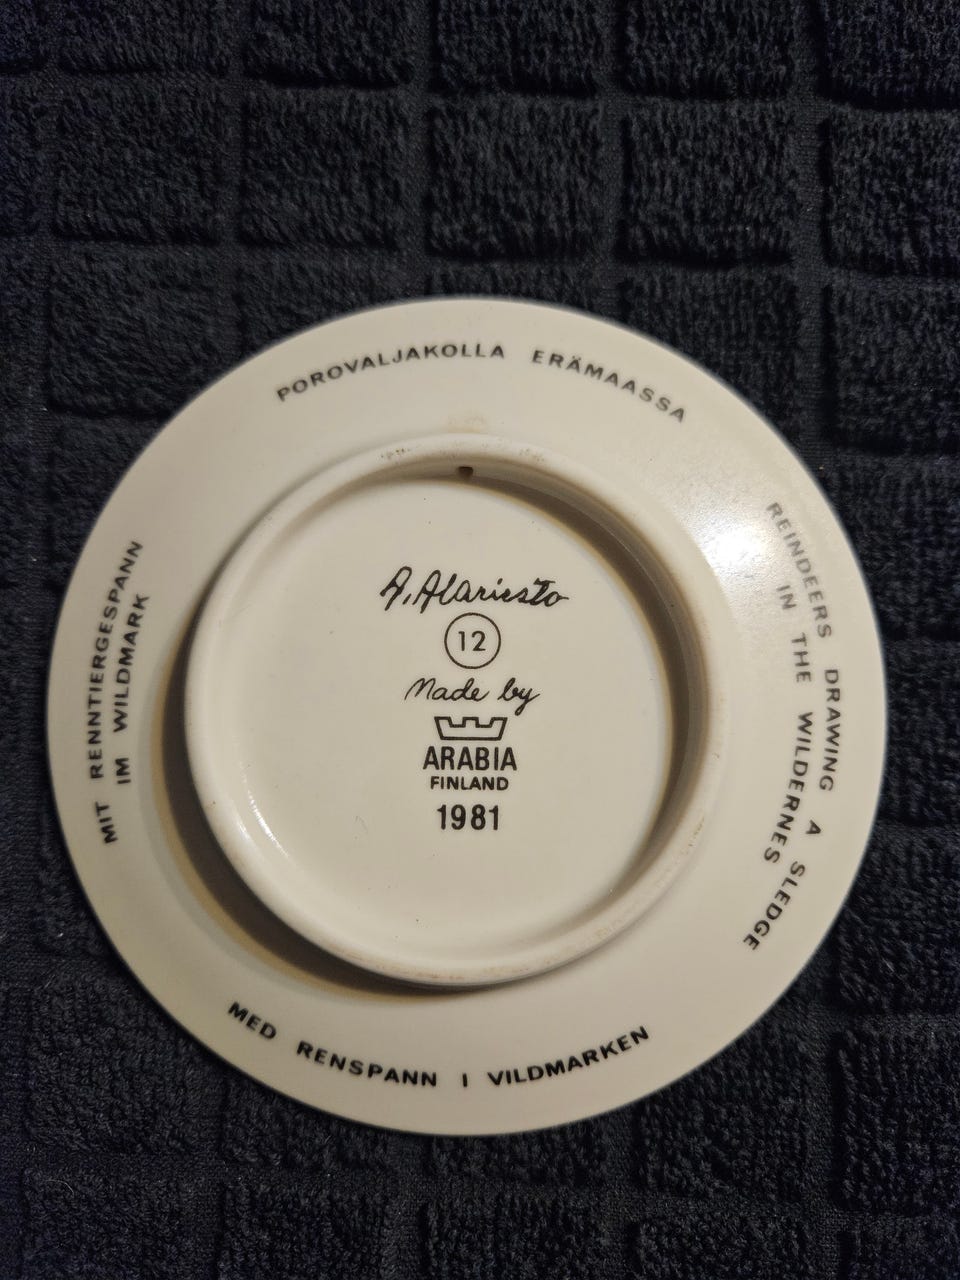 POROVALJAKOLLA ERÄMAASSA
REINDEERS DRAWING A SLEDGE
IN THE WILDERNES
MED RENSPANN I VILDMARKEN
MIT RENNTIERGESPANN
IM WILDMARK
A. Alariesto
12
Made by
ARABIA
FINLAND
1981